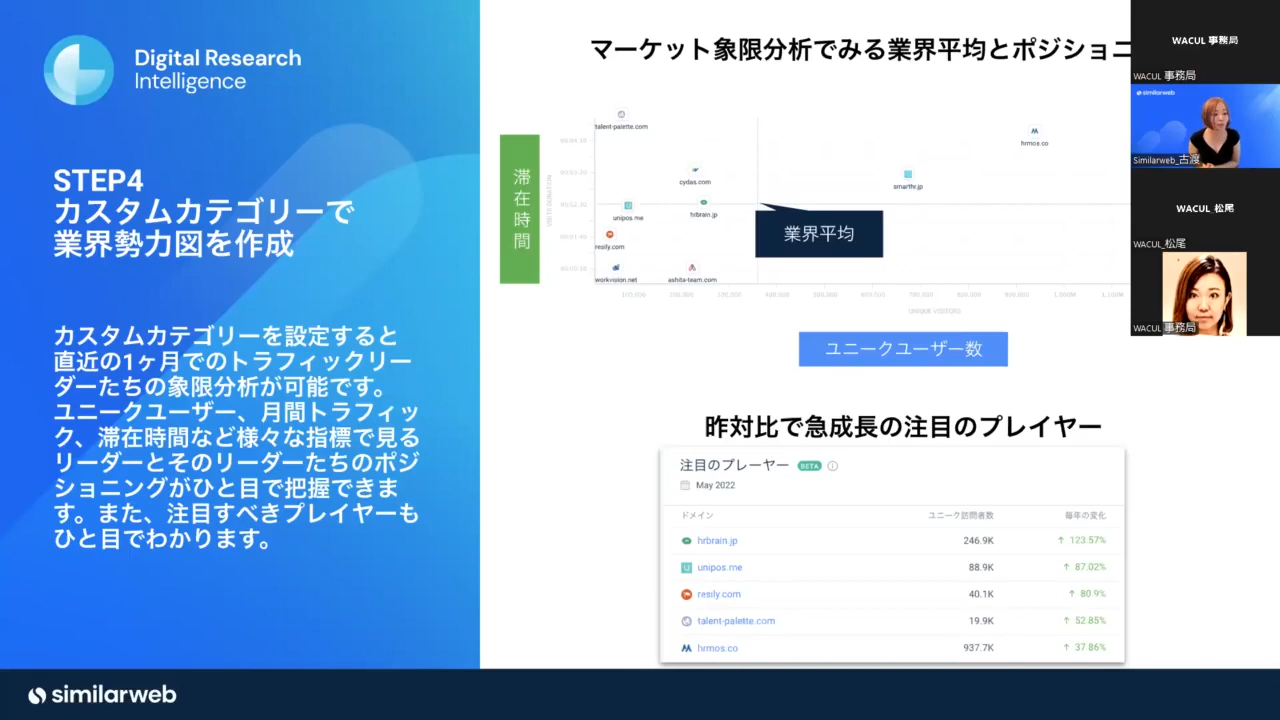 Digital Research
Intelligence
STEP4
カスタムカテゴリーで
業界勢力図を作成
カスタムカテゴリーを設定すると
直近の1ヶ月でのトラフィックリー
ダーたちの象限分析が可能です。
ユニークユーザー、月間トラフィッ
ク、滞在時間など様々な指標で見る
リーダーとそのリーダーたちのポジ
ショニングがひと目で把握できま
す。また、注目すべきプレイヤーも
ひと目でわかります。
similarweb
マーケット象限分析でみる業界平均とポジショニ
滞在時間
VISITS DURATION
talent-palette.com
hrmos.co
cydas.com
smarthr.jp
unipos.me
hrbrain.jp
業界平均
resily.com
workvision.net
ashita-team.com
UNIQUE VISITORS
ユニークユーザー数
昨対比で急成長の注目のプレイヤー
注目のプレーヤー BETA
May 2022
ドメイン ユニーク訪問者数 毎年の変化
hrbrain.jp 246.9K ↑ 123.57%
unipos.me 88.9K ↑ 87.02%
resily.com 40.1K ↑ 80.9%
talent-palette.com 19.9K ↑ 52.85%
hrmos.co 937.7K ↑ 37.86%
WACUL 事務局
WACUL 事務局
similarweb
Similarweb_古渡
WACUL 松尾
WACUL_松尾
WACUL 事務局